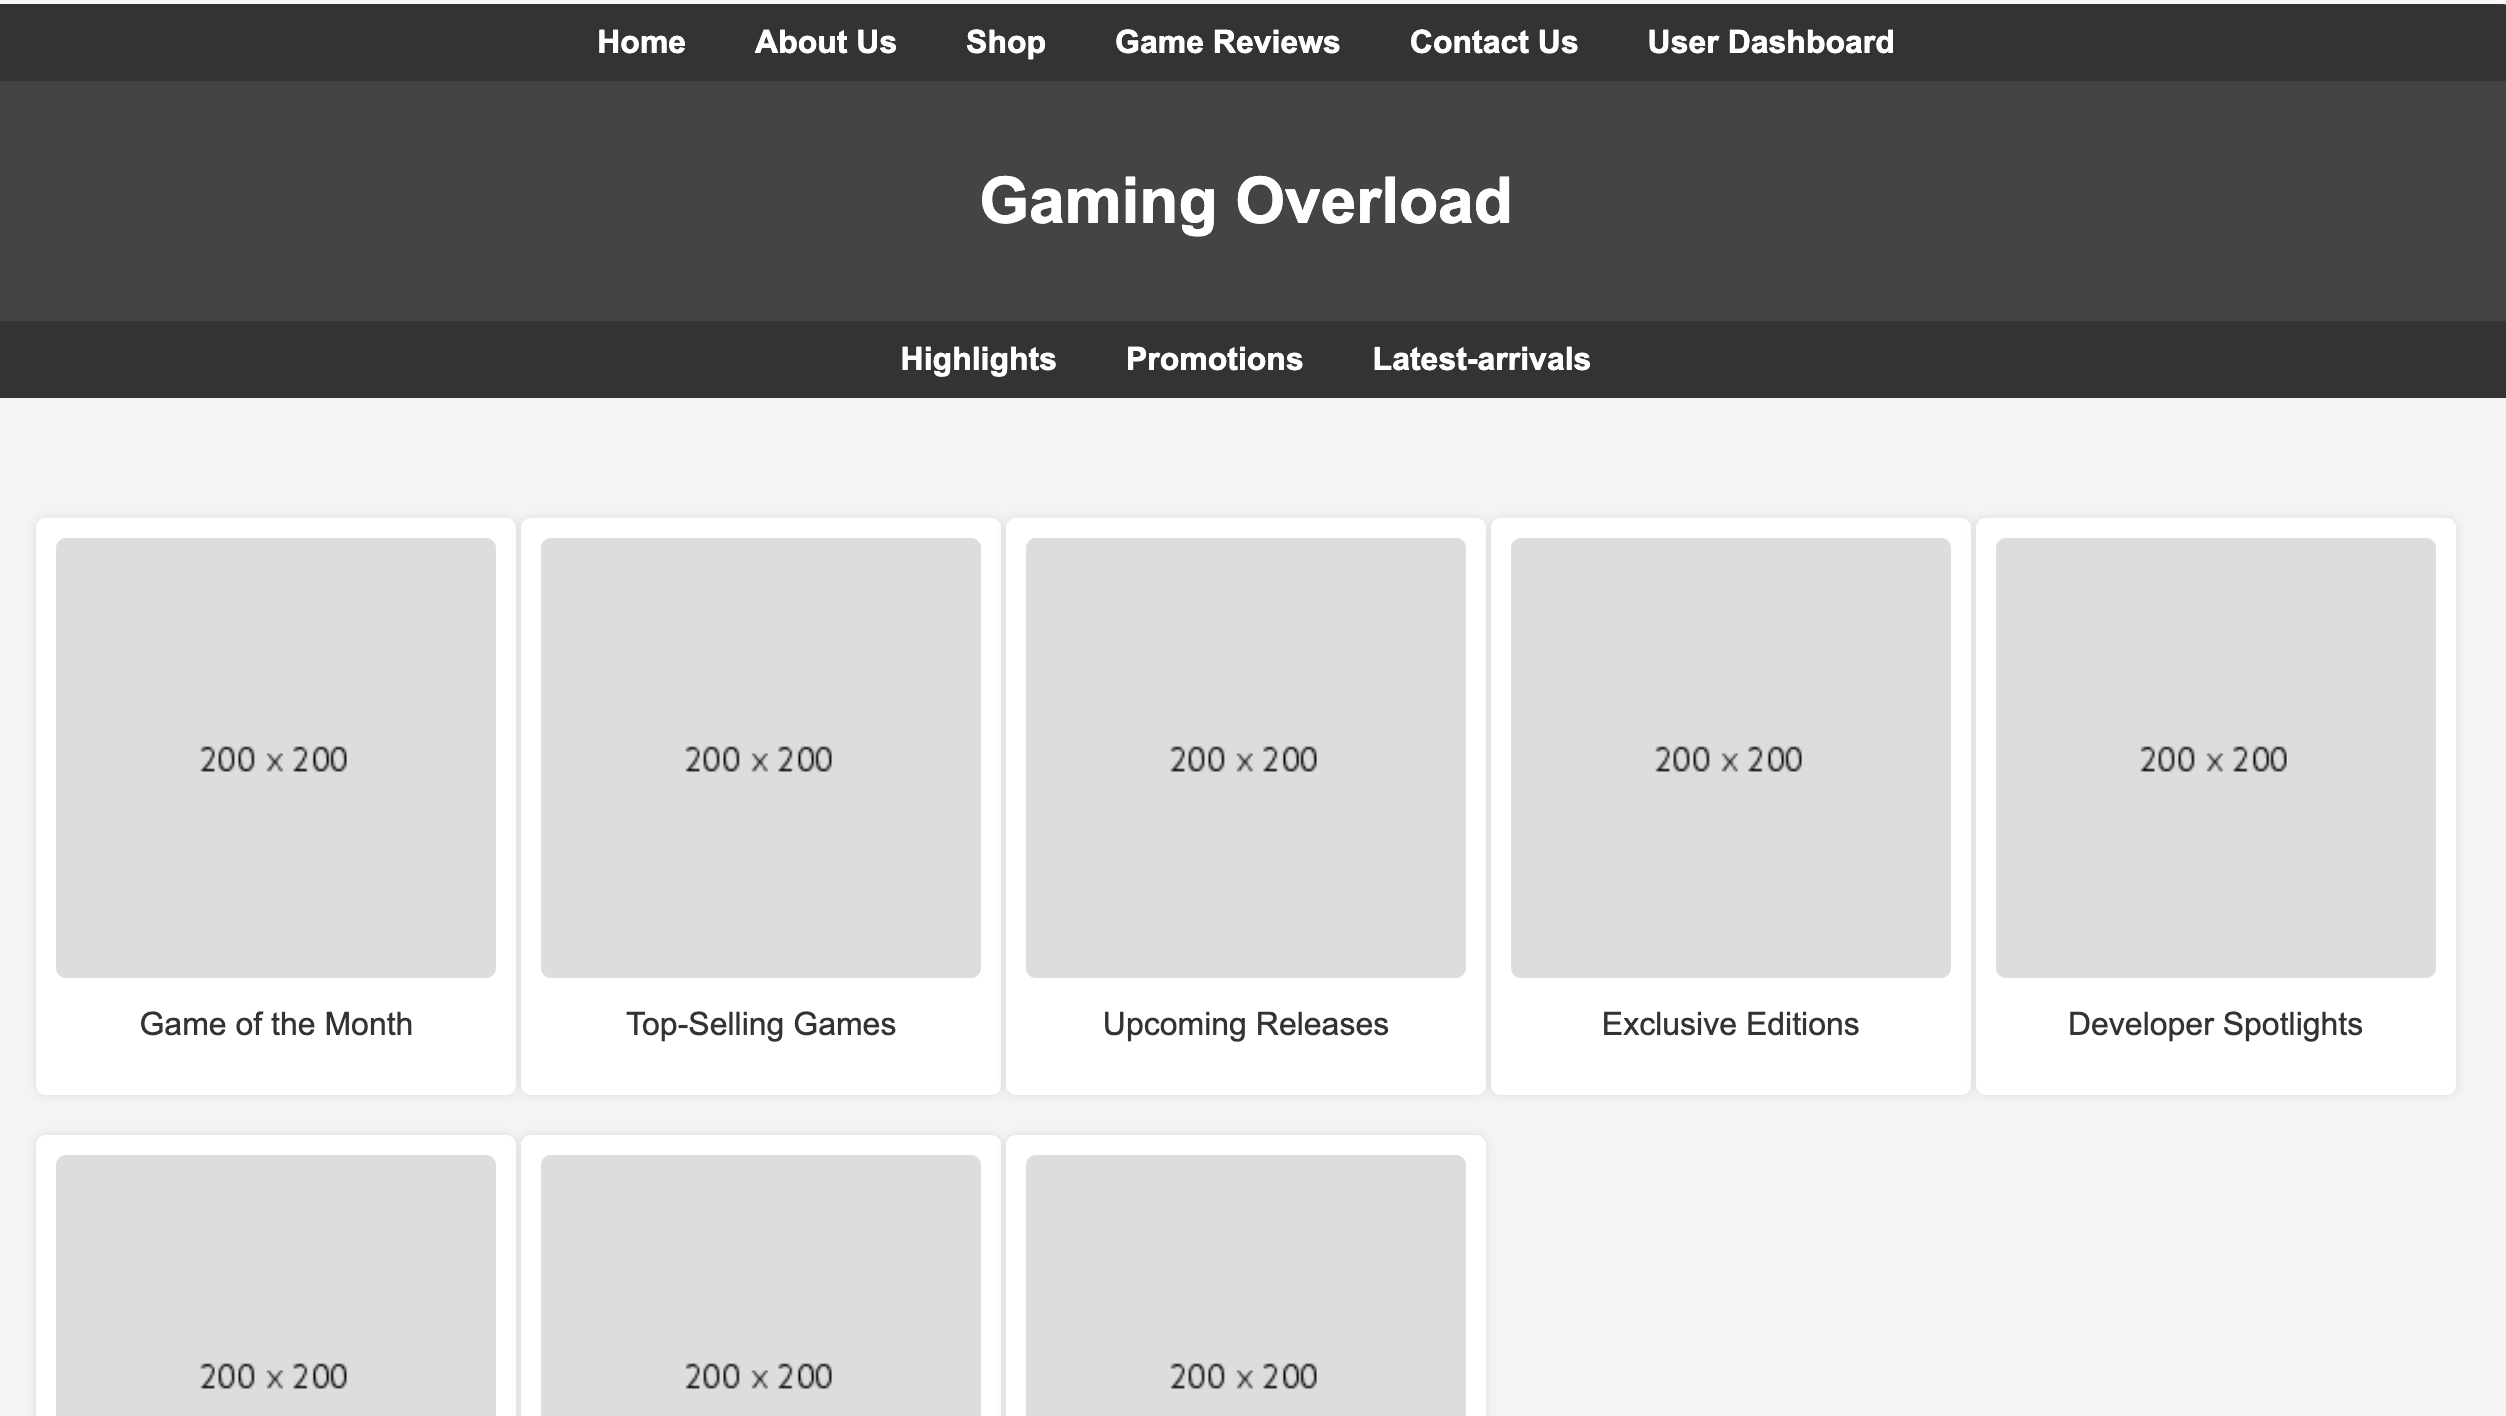 Home About Us Shop Game Reviews Contact Us User Dashboard
Gaming Overload
Highlights Promotions Latest-arrivals
200 x 200 200 x 200 200 x 200 200 x 200 200 x 200
Game of the Month Top-Selling Games Upcoming Releases Exclusive Editions Developer Spotlights
200 x 200 200 x 200 200 x 200